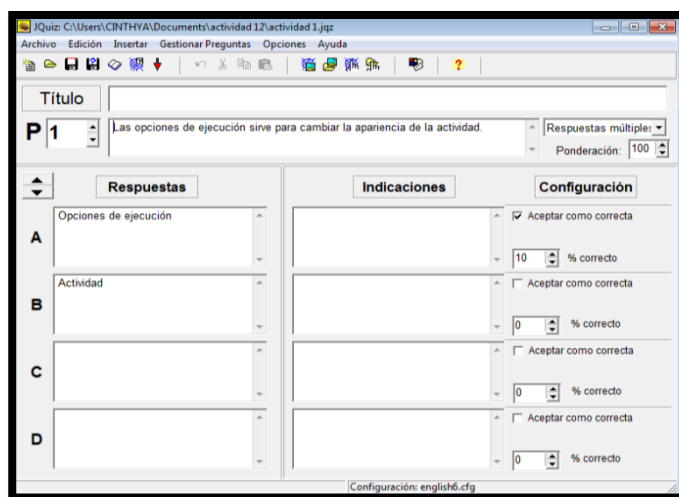 JQuiz: C:\Users\CINTHYA\Documents\actividad 12\actividad 1.jqz
Archivo Edición Insertar Gestionar Preguntas Opciones Ayuda
?
Título
P 1 Las opciones de ejecución sirve para cambiar la apariencia de la actividad. Respuestas múltiples
Ponderación: 100
Respuestas Indicaciones Configuración
A Opciones de ejecución Aceptar como correcta
10 % correcto
B Actividad Aceptar como correcta
0 % correcto
C Aceptar como correcta
0 % correcto
D Aceptar como correcta
0 % correcto
Configuración: english6.cfg